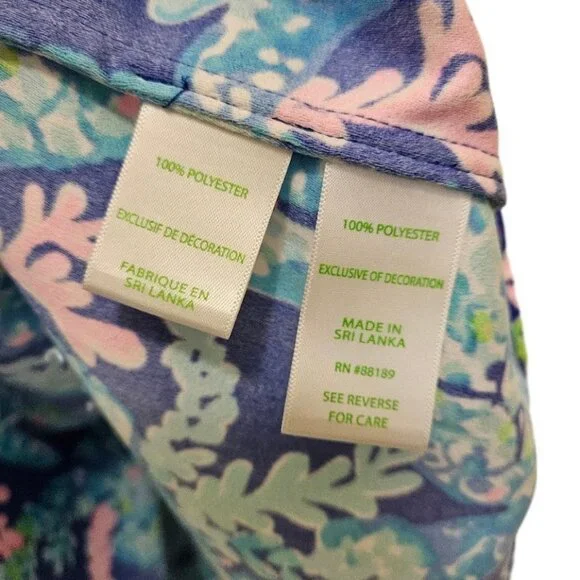 100% POLYESTER
EXCLUSIF DE DÉCORATION
FABRIQUE EN
SRI LANKA
100% POLYESTER
EXCLUSIVE OF DECORATION
MADE IN
SRI LANKA
RN #88189
SEE REVERSE
FOR CARE